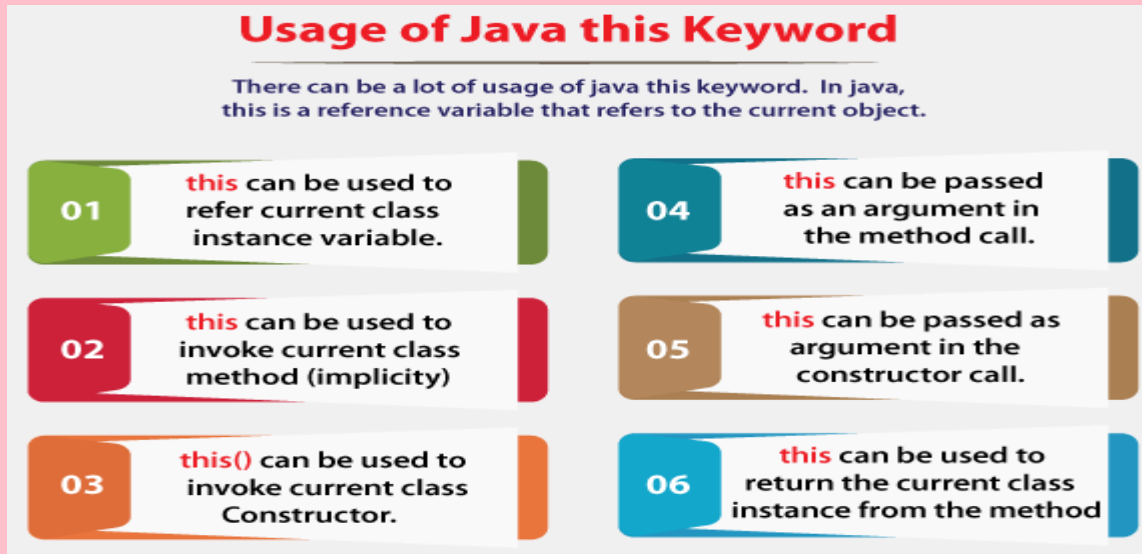 Usage of Java this Keyword
There can be a lot of usage of java this keyword. In java,
this is a reference variable that refers to the current object.
01
this can be used to
refer current class
instance variable.
02
this can be used to
invoke current class
method (implicity)
03
this() can be used to
invoke current class
Constructor.
04
this can be passed
as an argument in
the method call.
05
this can be passed as
argument in the
constructor call.
06
this can be used to
return the current class
instance from the method